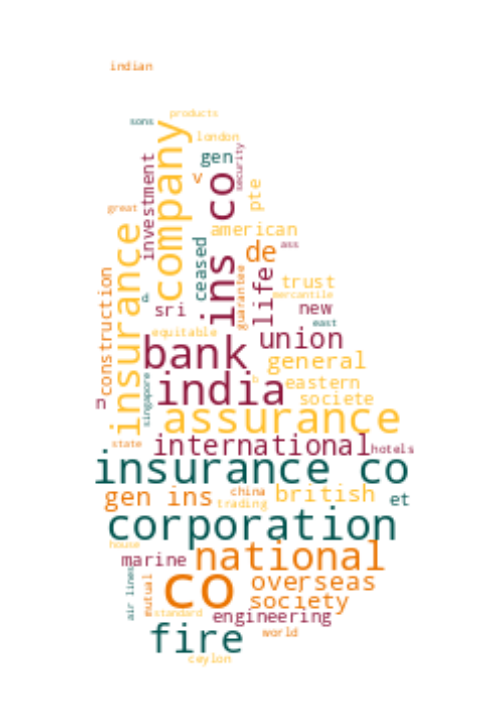 indian
products
sons
london
company
gen
security
investment
v
co
pte
great
american
ass
insurance
ceased
de
ins
life
construction
guarantee
trust
mercantile
sri
new
east
equitable
union
bank
general
singapore
india
eastern
societe
b
assurance
state
international
hotels
insurance co
gen ins
china
british
et
trading
corporation
house
marine
national
air lines
mutual
co
overseas
society
standard
engineering
fire
world
ceylon